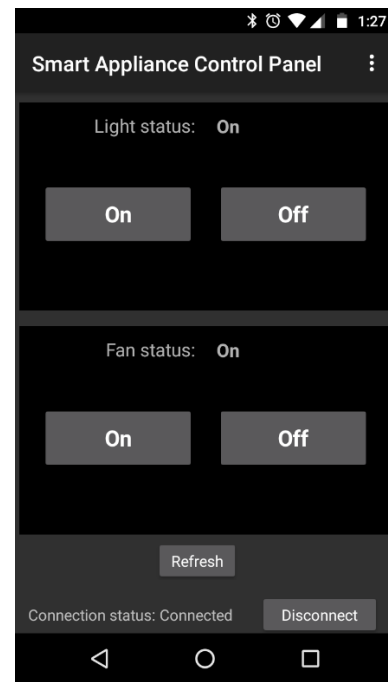 1:27
Smart Appliance Control Panel
Light status: On
On Off
Fan status: On
On Off
Refresh
Connection status: Connected Disconnect